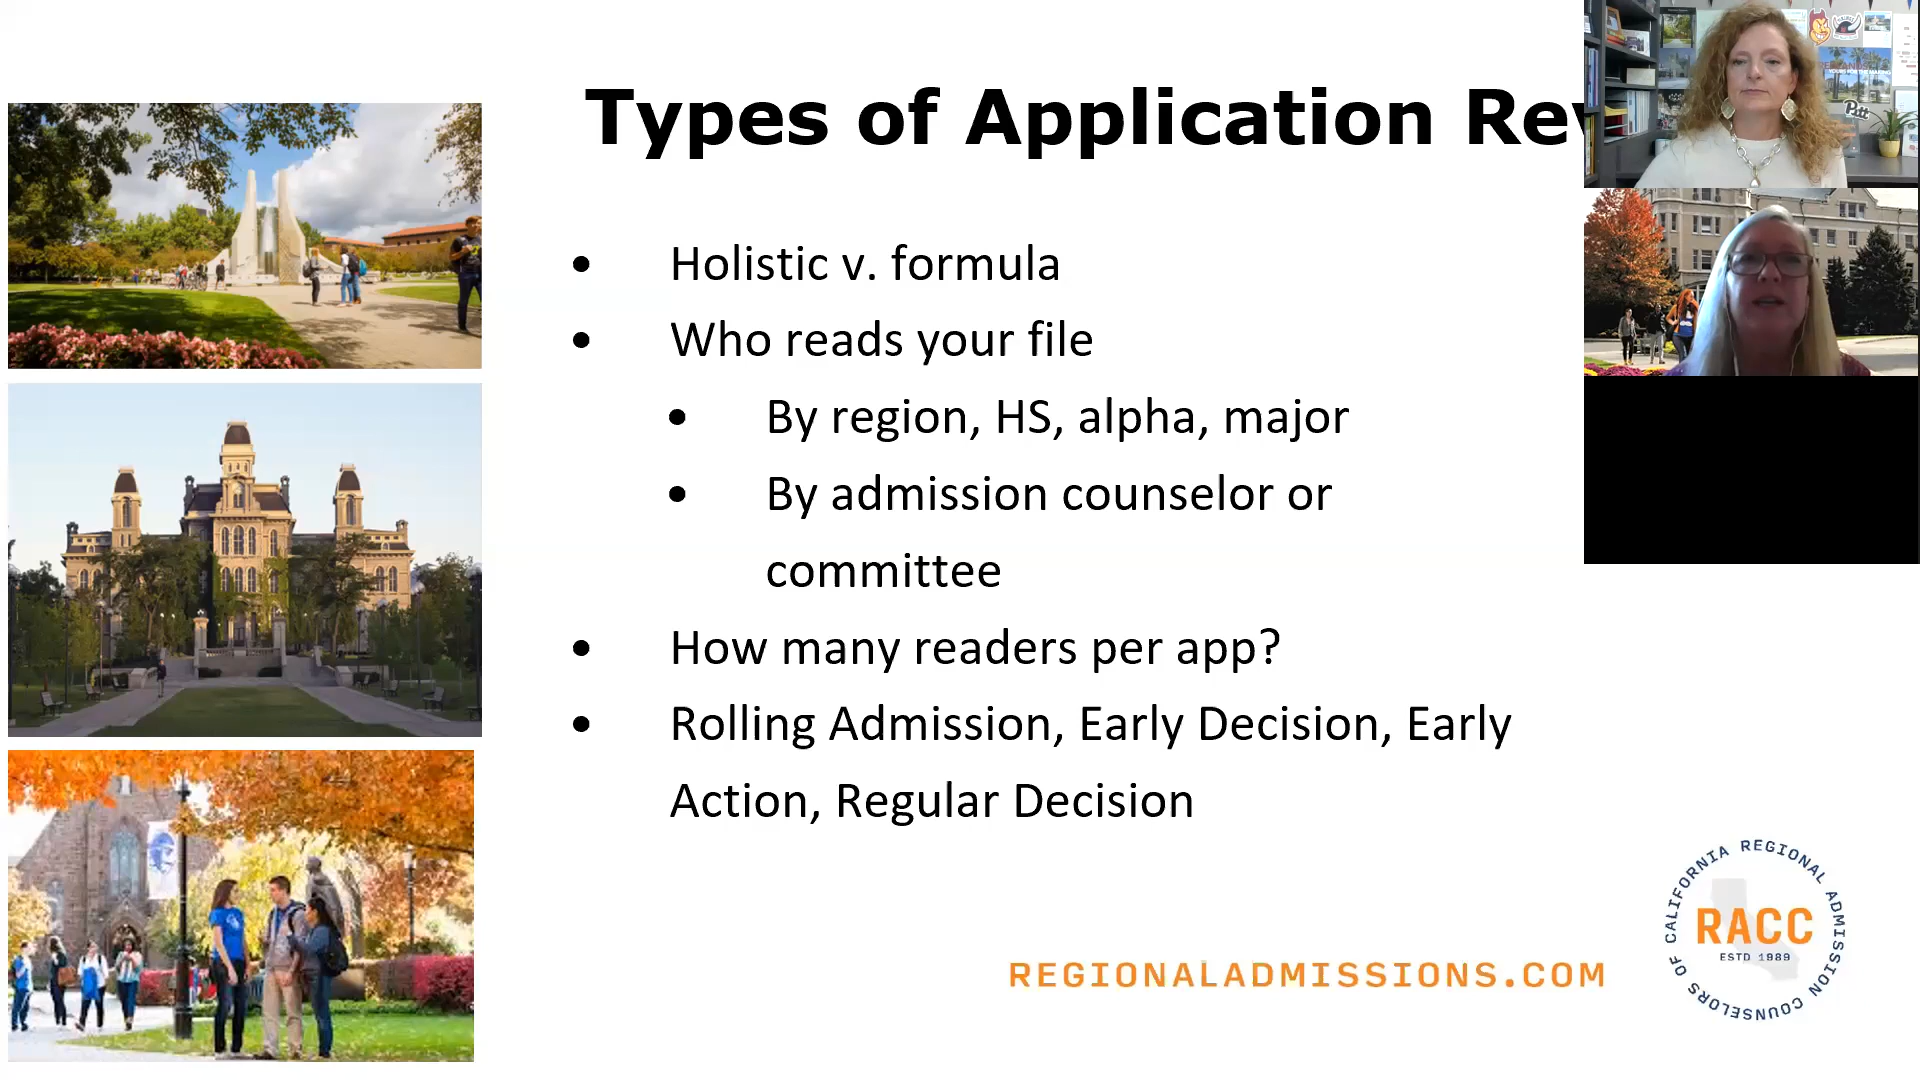 Types of Application Rev
Holistic v. formula
Who reads your file
By region, HS, alpha, major
By admission counselor or
committee
How many readers per app?
Rolling Admission, Early Decision, Early
Action, Regular Decision
REGIONALADMISSIONS.COM
REGIONAL ADMISSION COUNSELORS OF CALIFORNIA
RACC
ESTD 1989
Pitt